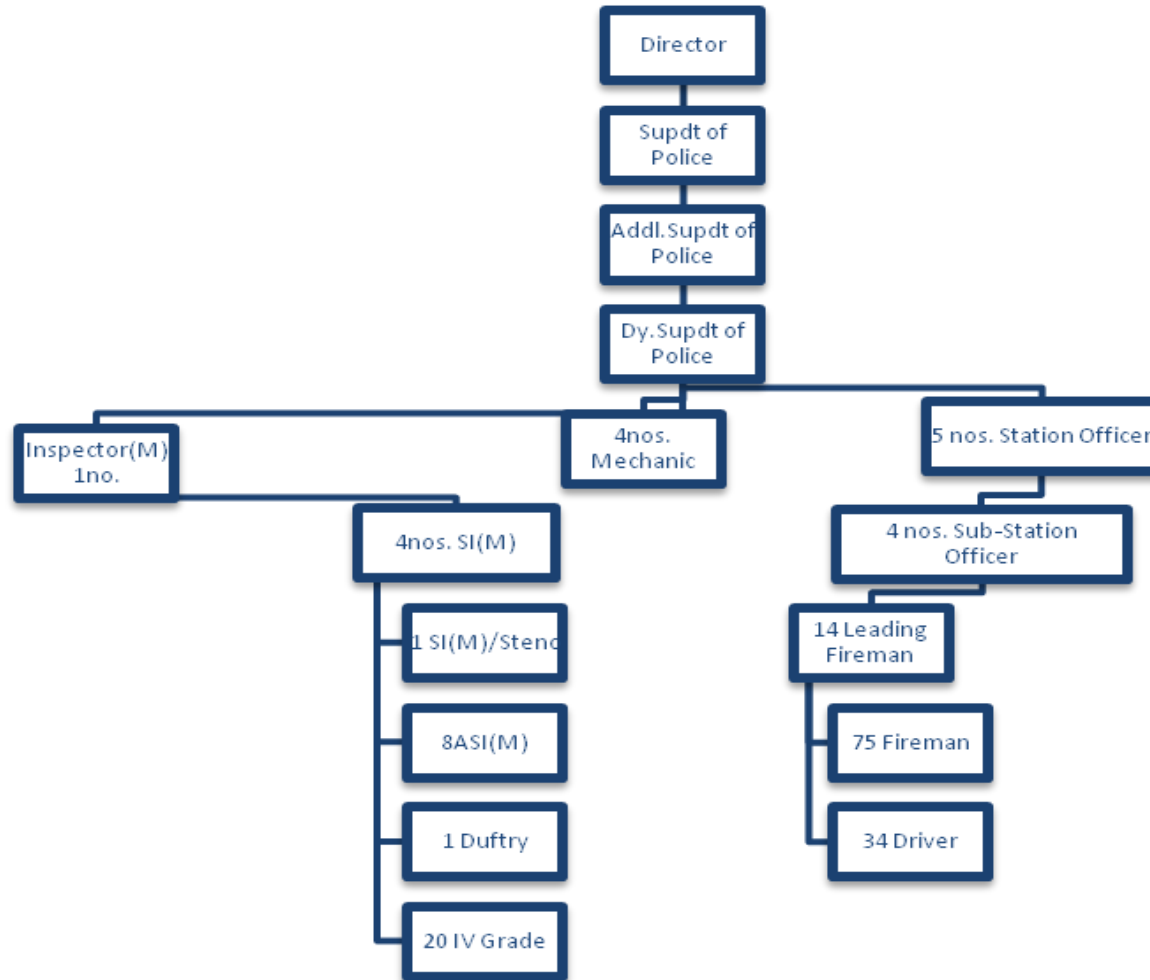 Director
Supdt of
Police
Addl.Supdt of
Police
Dy.Supdt of
Police
Inspector(M)
1no.
4nos.
Mechanic
5 nos. Station Officer
4nos. SI(M)
4 nos. Sub-Station
Officer
1 SI(M)/Steno
14 Leading
Fireman
8ASI(M)
75 Fireman
1 Duftry
34 Driver
20 IV Grade